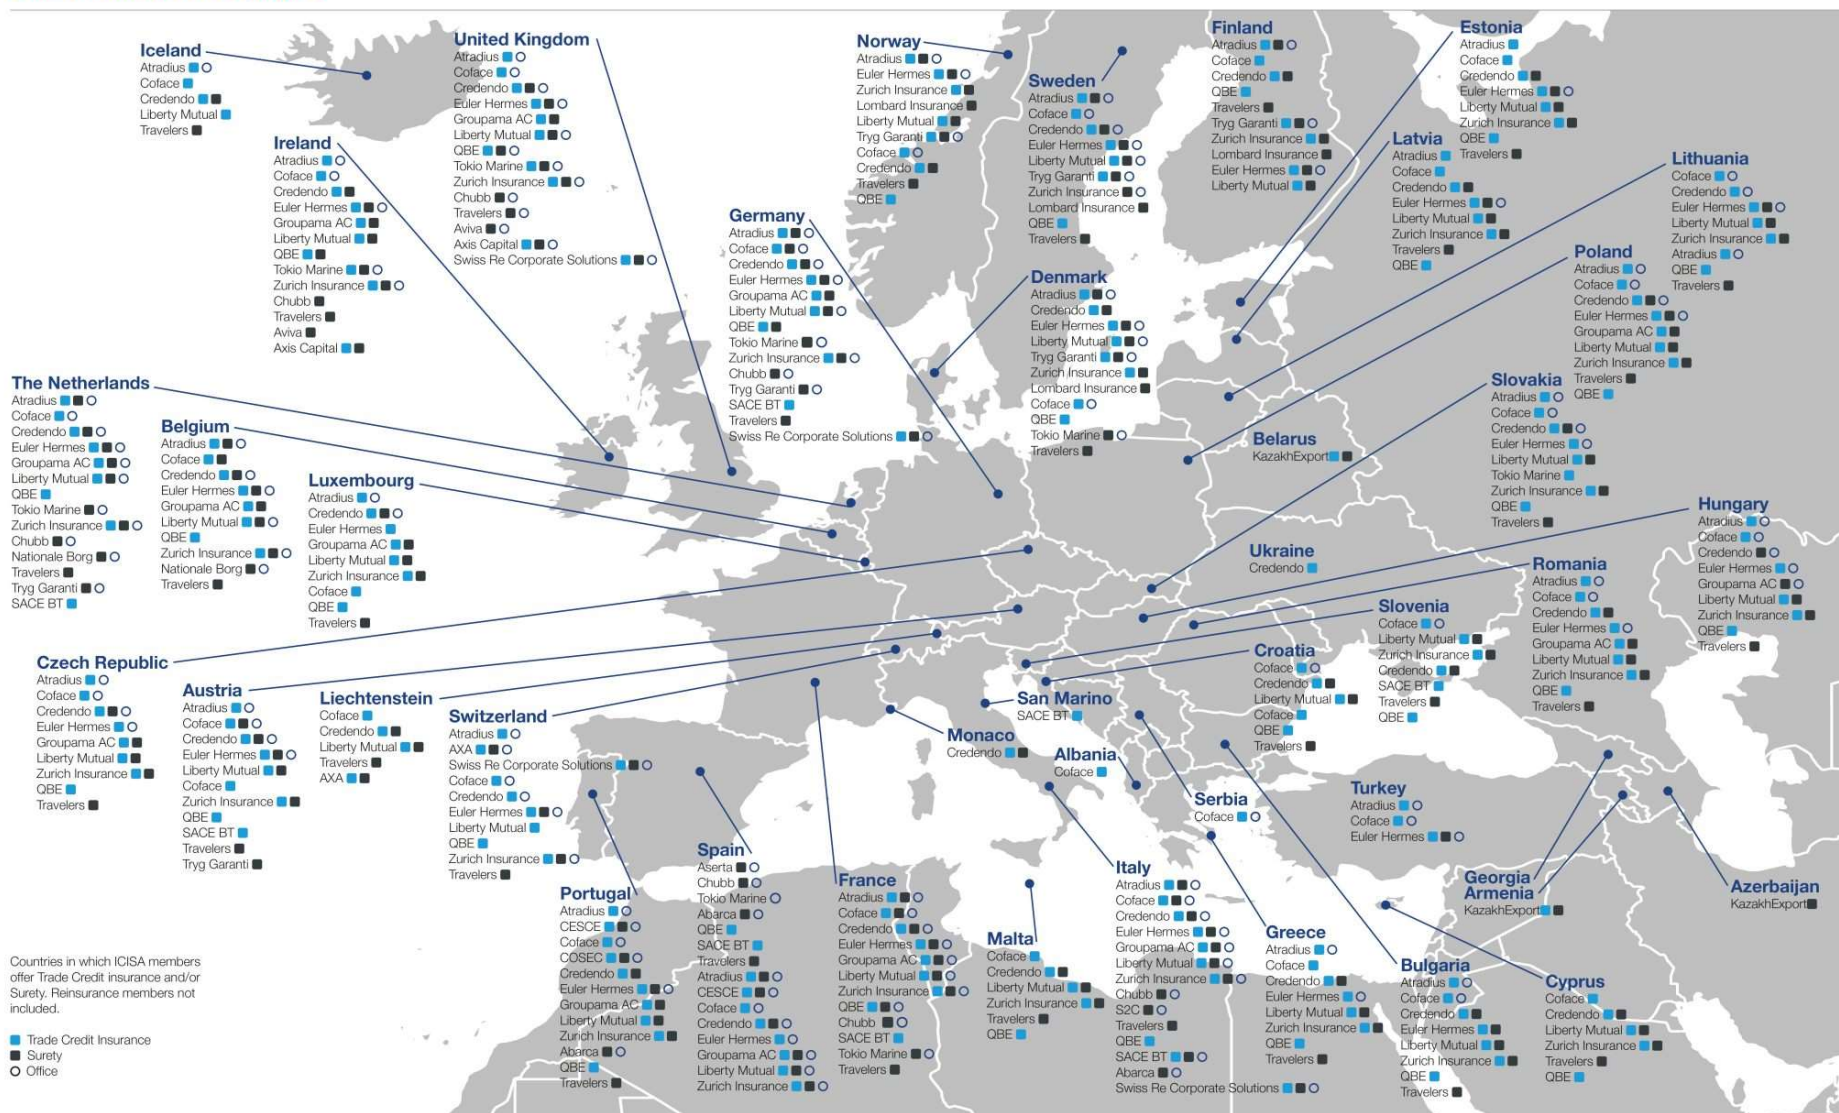 Iceland
Atradius
Coface
Credendo
Liberty Mutual
Travelers
United Kingdom
Atradius
Coface
Credendo
Euler Hermes
Groupama AC
Liberty Mutual
QBE
Tokio Marine
Zurich Insurance
Chubb
Travelers
Aviva
Axis Capital
Swiss Re Corporate Solutions
Ireland
Atradius
Coface
Credendo
Euler Hermes
Groupama AC
Liberty Mutual
QBE
Tokio Marine
Zurich Insurance
Chubb
Travelers
Aviva
Axis Capital
Norway
Atradius
Euler Hermes
Zurich Insurance
Lombard Insurance
Liberty Mutual
Tryg Garanti
Coface
Credendo
Travelers
QBE
Sweden
Atradius
Coface
Credendo
Euler Hermes
Liberty Mutual
Tryg Garanti
Zurich Insurance
Lombard Insurance
QBE
Travelers
Finland
Atradius
Coface
Credendo
QBE
Travelers
Tryg Garanti
Zurich Insurance
Lombard Insurance
Euler Hermes
Liberty Mutual
Estonia
Atradius
Coface
Credendo
Euler Hermes
Liberty Mutual
Zurich Insurance
QBE
Travelers
Latvia
Atradius
Coface
Credendo
Euler Hermes
Liberty Mutual
Zurich Insurance
Travelers
QBE
Lithuania
Coface
Credendo
Euler Hermes
Liberty Mutual
Zurich Insurance
Atradius
QBE
Travelers
Germany
Atradius
Coface
Credendo
Euler Hermes
Groupama AC
Liberty Mutual
QBE
Tokio Marine
Zurich Insurance
Chubb
Tryg Garanti
SACE BT
Travelers
Swiss Re Corporate Solutions
Denmark
Atradius
Credendo
Euler Hermes
Liberty Mutual
Tryg Garanti
Zurich Insurance
Lombard Insurance
Coface
QBE
Tokio Marine
Travelers
Poland
Atradius
Coface
Credendo
Euler Hermes
Groupama AC
Liberty Mutual
Zurich Insurance
Travelers
QBE
The Netherlands
Atradius
Coface
Credendo
Euler Hermes
Groupama AC
Liberty Mutual
QBE
Tokio Marine
Zurich Insurance
Chubb
Nationale Borg
Travelers
Tryg Garanti
SACE BT
Belgium
Atradius
Coface
Credendo
Euler Hermes
Groupama AC
Liberty Mutual
QBE
Zurich Insurance
Nationale Borg
Travelers
Luxembourg
Atradius
Credendo
Euler Hermes
Groupama AC
Liberty Mutual
Zurich Insurance
Coface
QBE
Travelers
Slovakia
Atradius
Coface
Credendo
Euler Hermes
Liberty Mutual
Tokio Marine
Zurich Insurance
QBE
Travelers
Belarus
KazakhExport
Ukraine
Credendo
Hungary
Atradius
Coface
Credendo
Euler Hermes
Groupama AC
Liberty Mutual
Zurich Insurance
QBE
Travelers
Romania
Atradius
Coface
Credendo
Euler Hermes
Groupama AC
Liberty Mutual
Zurich Insurance
QBE
Travelers
Slovenia
Coface
Liberty Mutual
Zurich Insurance
Credendo
SACE BT
Travelers
QBE
Croatia
Coface
Credendo
Liberty Mutual
Coface
QBE
Travelers
Czech Republic
Atradius
Coface
Credendo
Euler Hermes
Groupama AC
Liberty Mutual
Zurich Insurance
QBE
Travelers
Austria
Atradius
Coface
Credendo
Euler Hermes
Liberty Mutual
Coface
Zurich Insurance
QBE
SACE BT
Travelers
Tryg Garanti
Liechtenstein
Coface
Credendo
Liberty Mutual
Travelers
AXA
Switzerland
Atradius
AXA
Swiss Re Corporate Solutions
Coface
Credendo
Euler Hermes
Liberty Mutual
QBE
Zurich Insurance
Travelers
San Marino
SACE BT
Monaco
Credendo
Albania
Coface
Serbia
Coface
Turkey
Atradius
Coface
Euler Hermes
Georgia
Armenia
KazakhExport
Azerbaijan
KazakhExport
Portugal
Atradius
CESCE
Coface
COSEC
Credendo
Euler Hermes
Groupama AC
Liberty Mutual
Zurich Insurance
Abarca
QBE
Travelers
Spain
Aserta
Chubb
Tokio Marine
Abarca
QBE
SACE BT
Travelers
Atradius
CESCE
Coface
Credendo
Euler Hermes
Groupama AC
Liberty Mutual
Zurich Insurance
France
Atradius
Coface
Credendo
Euler Hermes
Groupama AC
Liberty Mutual
Zurich Insurance
QBE
Chubb
SACE BT
Tokio Marine
Travelers
Malta
Coface
Credendo
Liberty Mutual
Zurich Insurance
Travelers
QBE
Italy
Atradius
Coface
Credendo
Euler Hermes
Groupama AC
Liberty Mutual
Zurich Insurance
Chubb
S2C
Travelers
QBE
SACE BT
Abarca
Swiss Re Corporate Solutions
Greece
Atradius
Coface
Credendo
Euler Hermes
Liberty Mutual
Zurich Insurance
QBE
Travelers
Bulgaria
Atradius
Coface
Credendo
Euler Hermes
Liberty Mutual
Zurich Insurance
QBE
Travelers
Cyprus
Coface
Credendo
Liberty Mutual
Zurich Insurance
Travelers
QBE
Countries in which ICISA members
offer Trade Credit insurance and/or
Surety. Reinsurance members not
included.
Trade Credit Insurance
Surety
Office